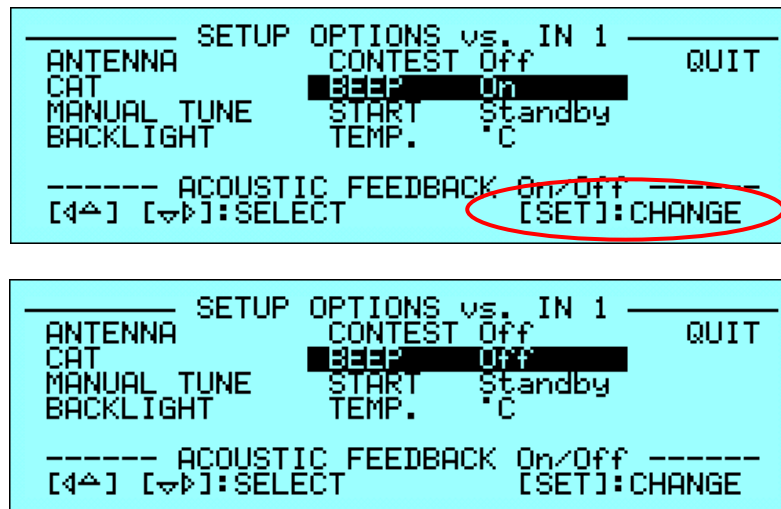 SETUP OPTIONS vs. IN 1
ANTENNA CONTEST Off QUIT
CAT BEEP On
MANUAL TUNE START Standby
BACKLIGHT TEMP. °C
------ ACOUSTIC FEEDBACK On/Off ------
[◁△] [▽▷]:SELECT [SET]:CHANGE
SETUP OPTIONS vs. IN 1
ANTENNA CONTEST Off QUIT
CAT BEEP Off
MANUAL TUNE START Standby
BACKLIGHT TEMP. °C
------ ACOUSTIC FEEDBACK On/Off ------
[◁△] [▽▷]:SELECT [SET]:CHANGE